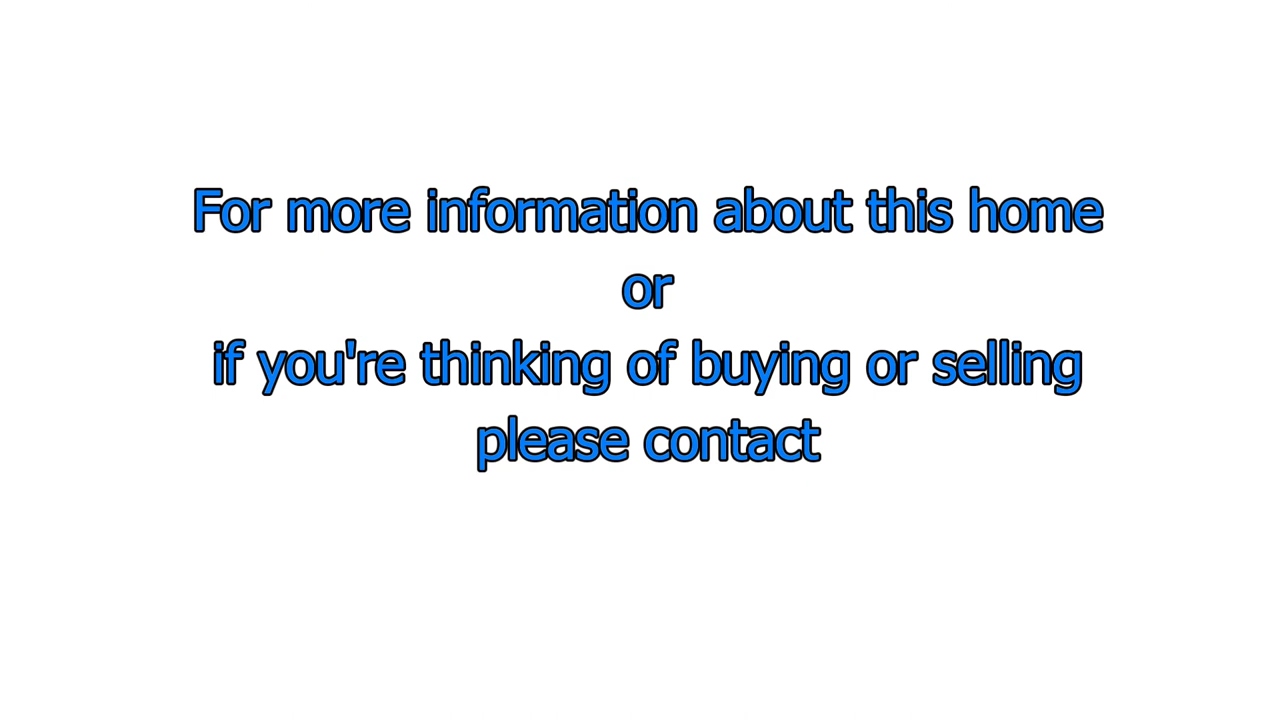 For more information about this home
or
if you're thinking of buying or selling
please contact